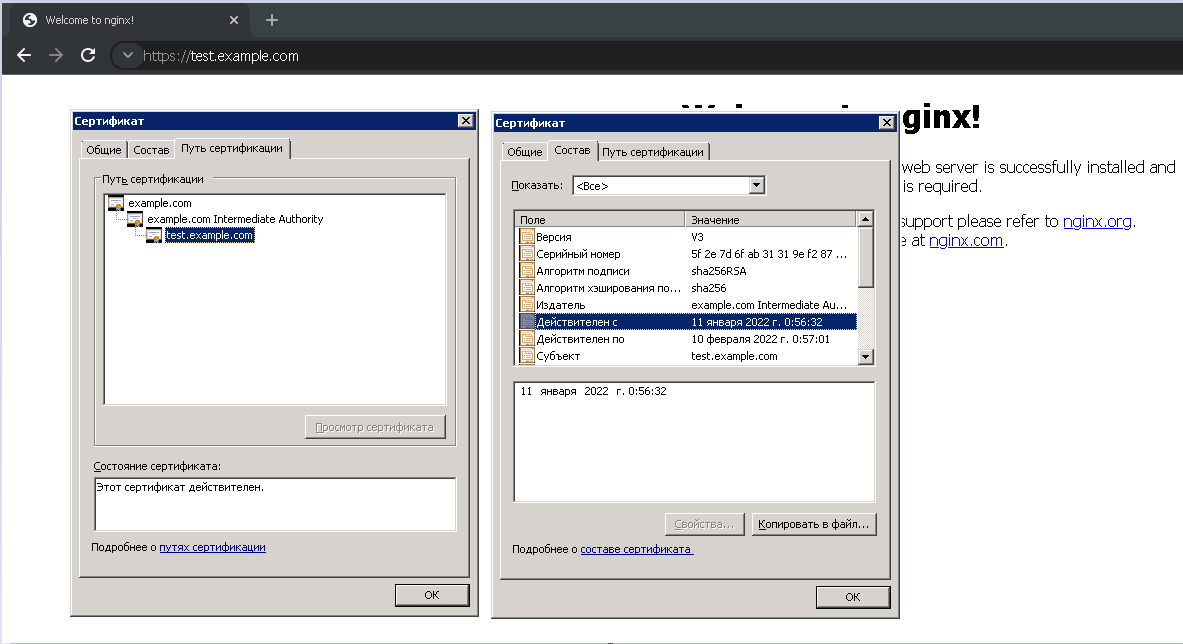 Welcome to nginx!
https://test.example.com
ginx!
web server is successfully installed and
is required.
support please refer to nginx.org.
e at nginx.com.
Сертификат
Общие Состав Путь сертификации
Путь сертификации
example.com
example.com Intermediate Authority
test.example.com
Просмотр сертификата
Состояние сертификата:
Этот сертификат действителен.
Подробнее о путях сертификации
OK
Сертификат
Общие Состав Путь сертификации
Показать: <Все>
Поле Значение
Версия V3
Серийный номер 5f 2e 7d 6f ab 31 31 9e f2 87 ...
Алгоритм подписи sha256RSA
Алгоритм хэширования по... sha256
Издатель example.com Intermediate Au...
Действителен с 11 января 2022 г. 0:56:32
Действителен по 10 февраля 2022 г. 0:57:01
Субъект test.example.com
11 января 2022 г. 0:56:32
Свойства... Копировать в файл...
Подробнее о составе сертификата
OK